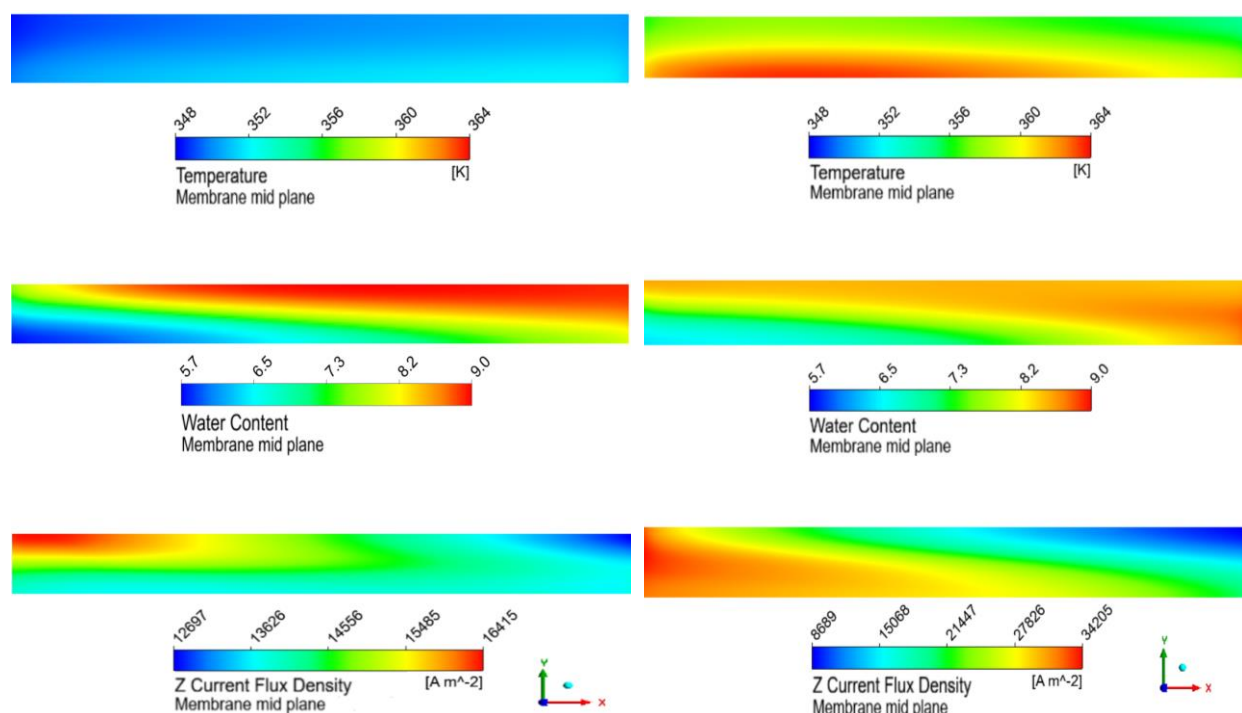 348 352 356 360 364
Temperature [K]
Membrane mid plane
348 352 356 360 364
Temperature [K]
Membrane mid plane
5.7 6.5 7.3 8.2 9.0
Water Content
Membrane mid plane
5.7 6.5 7.3 8.2 9.0
Water Content
Membrane mid plane
12697 13626 14556 15485 16415
Z Current Flux Density [A m^-2]
Membrane mid plane
Y
X
8689 15068 21447 27826 34205
Z Current Flux Density [A m^-2]
Membrane mid plane
Y
X